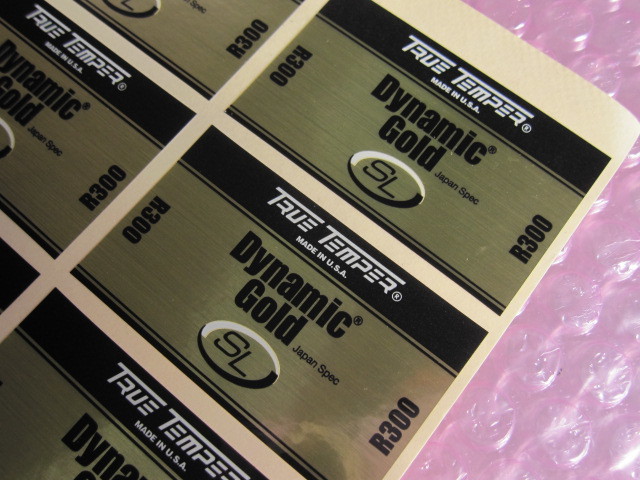 R300
R300
TRUE TEMPER®
MADE IN U.S.A.
R300
Dynamic®
Gold
SL Japan Spec
R300
TRUE TEMPER®
MADE IN U.S.A.
R300
R300
TRUE TEMPER®
MADE IN U.S.A.
Dynamic®
Gold
SL Japan Spec
R300
TRUE TEMPER®
MADE IN U.S.A.
Dynamic
Gold